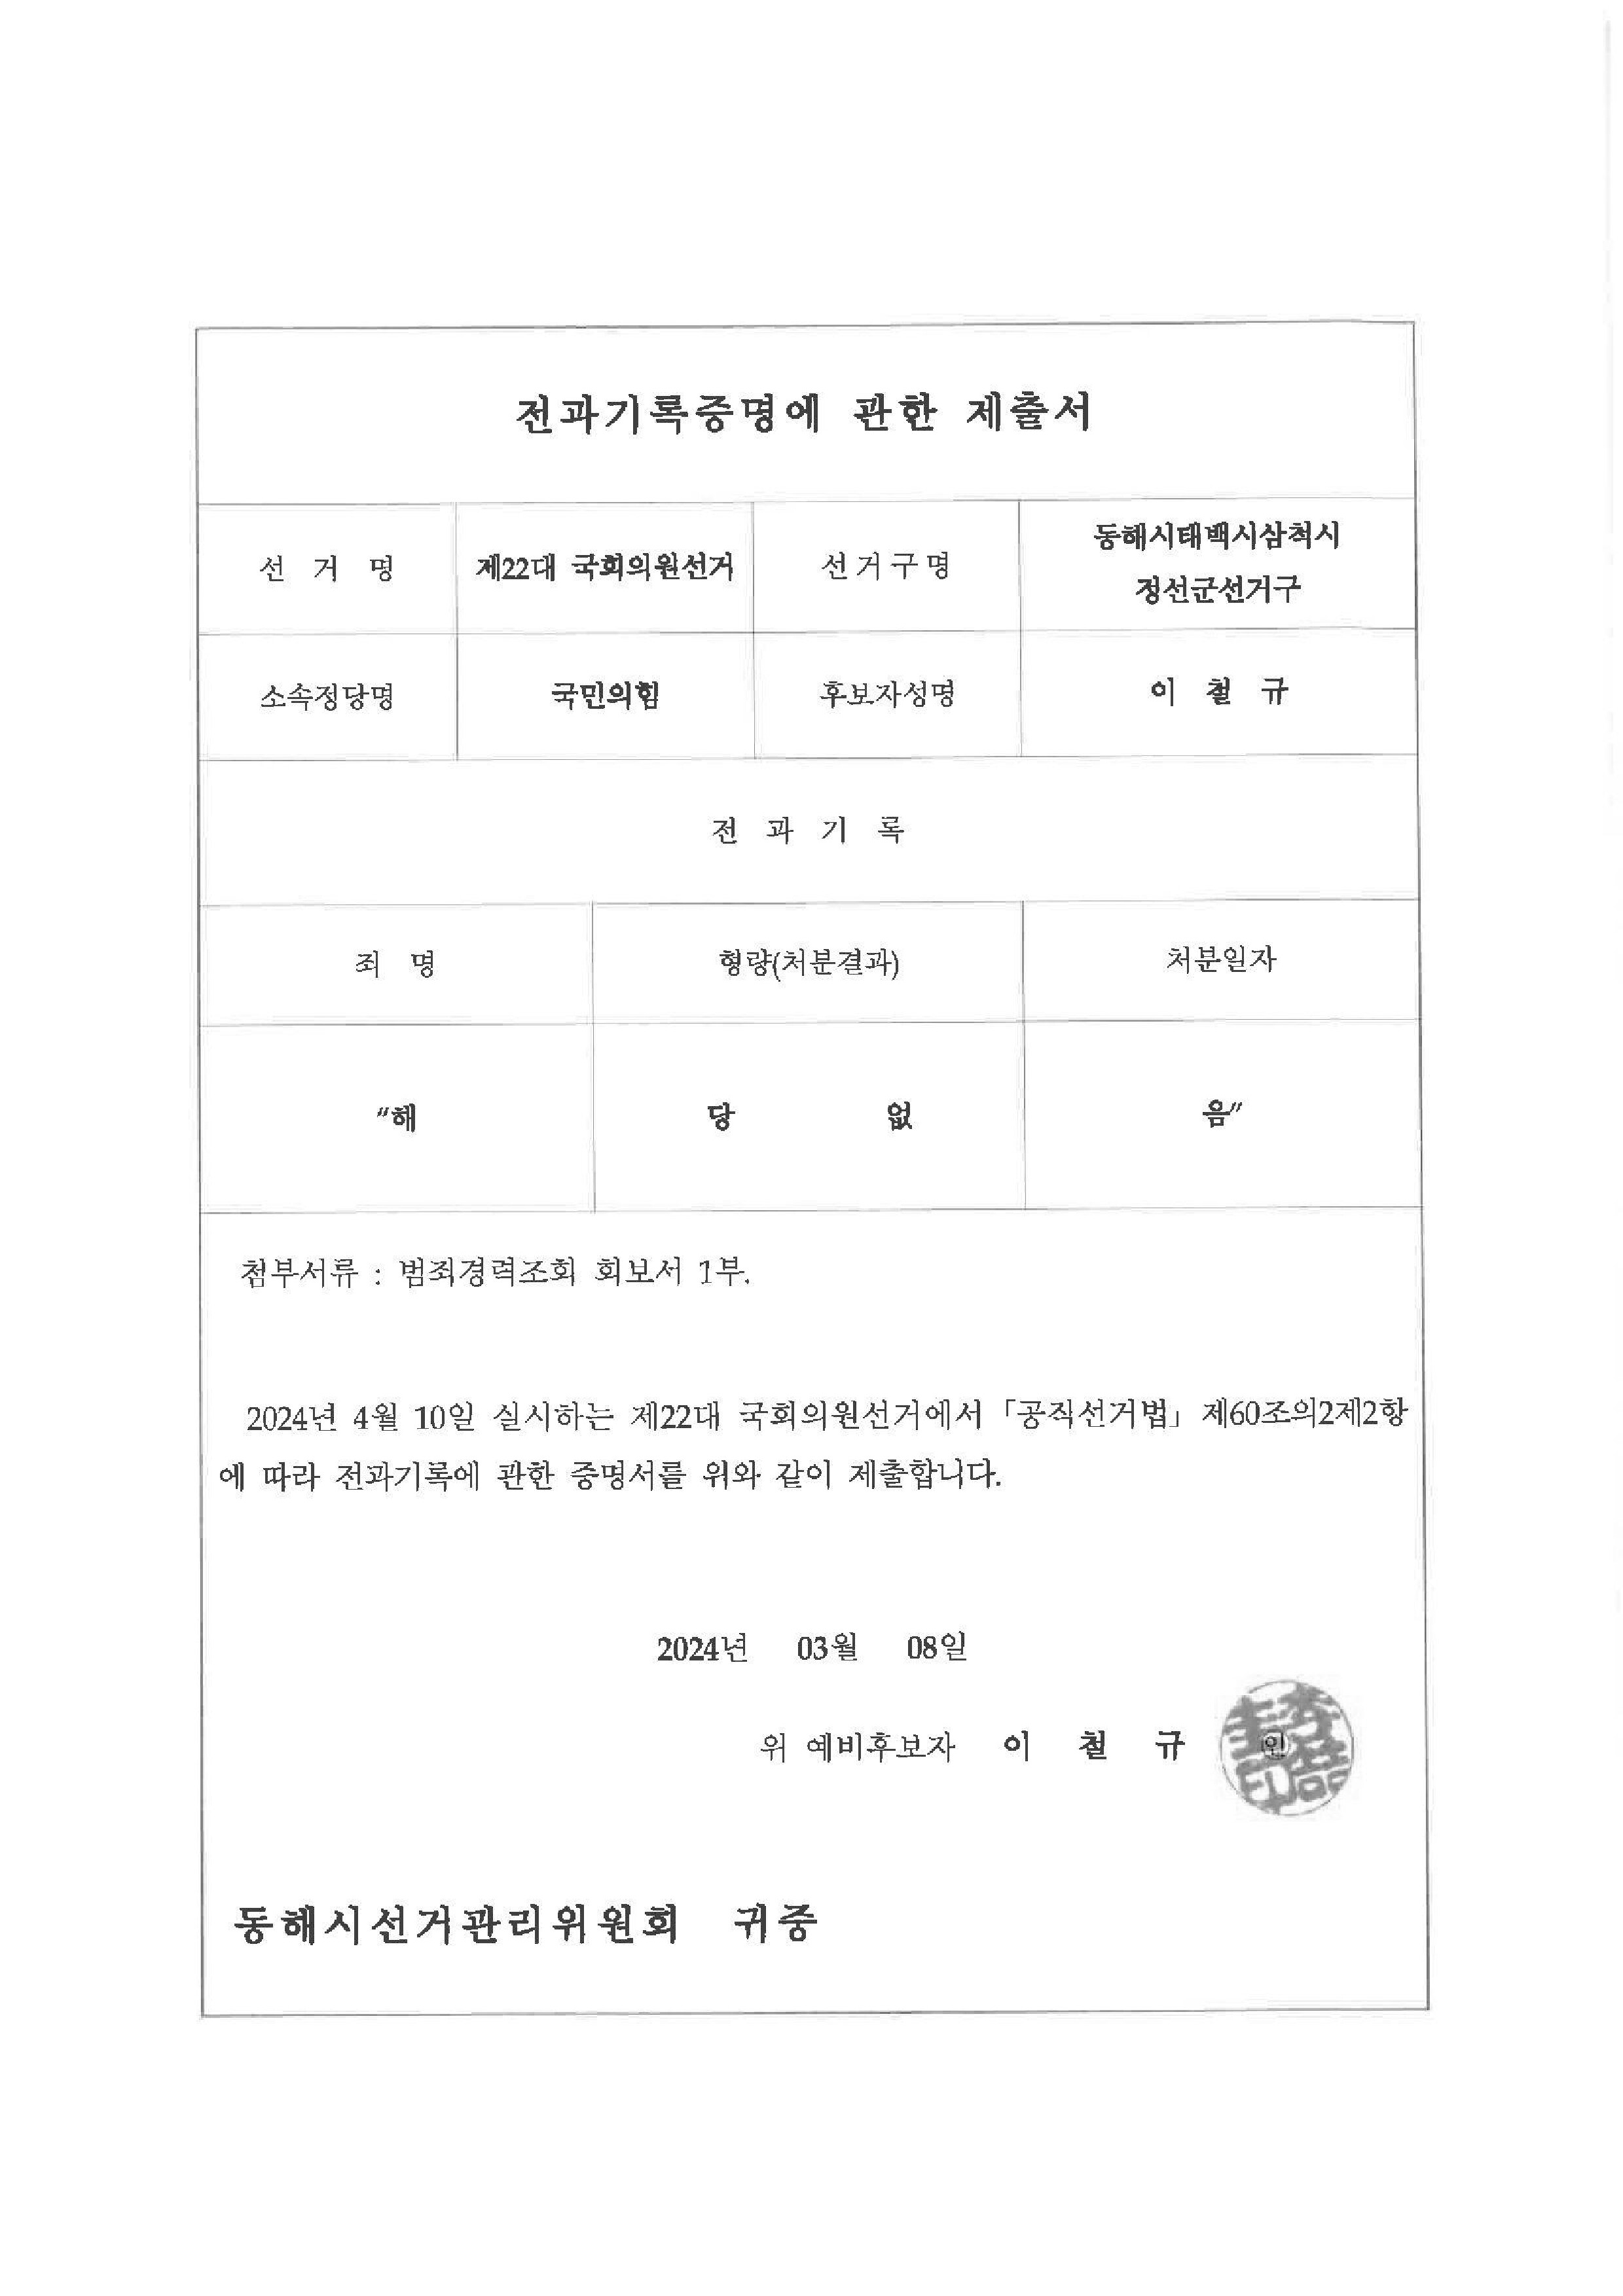 전과기록증명에 관한 제출서
선 거 명 제22대 국회의원선거 선거구명 동해시태백시삼척시
정선군선거구
소속정당명 국민의힘 후보자성명 이 철 규
전 과 기 록
죄 명 형량(처분결과) 처분일자
"해 당 없 음"
첨부서류 : 범죄경력조회 회보서 1부.
2024년 4월 10일 실시하는 제22대 국회의원선거에서 「공직선거법」 제60조의2제2항
에 따라 전과기록에 관한 증명서를 위와 같이 제출합니다.
2024년 03월 08일
위 예비후보자 이 철 규 ㊞
동해시선거관리위원회 귀중